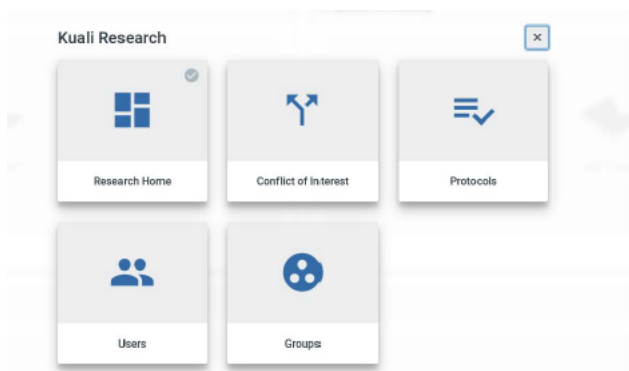 Kuali Research
Research Home
Conflict of Interest
Protocols
Users
Groups